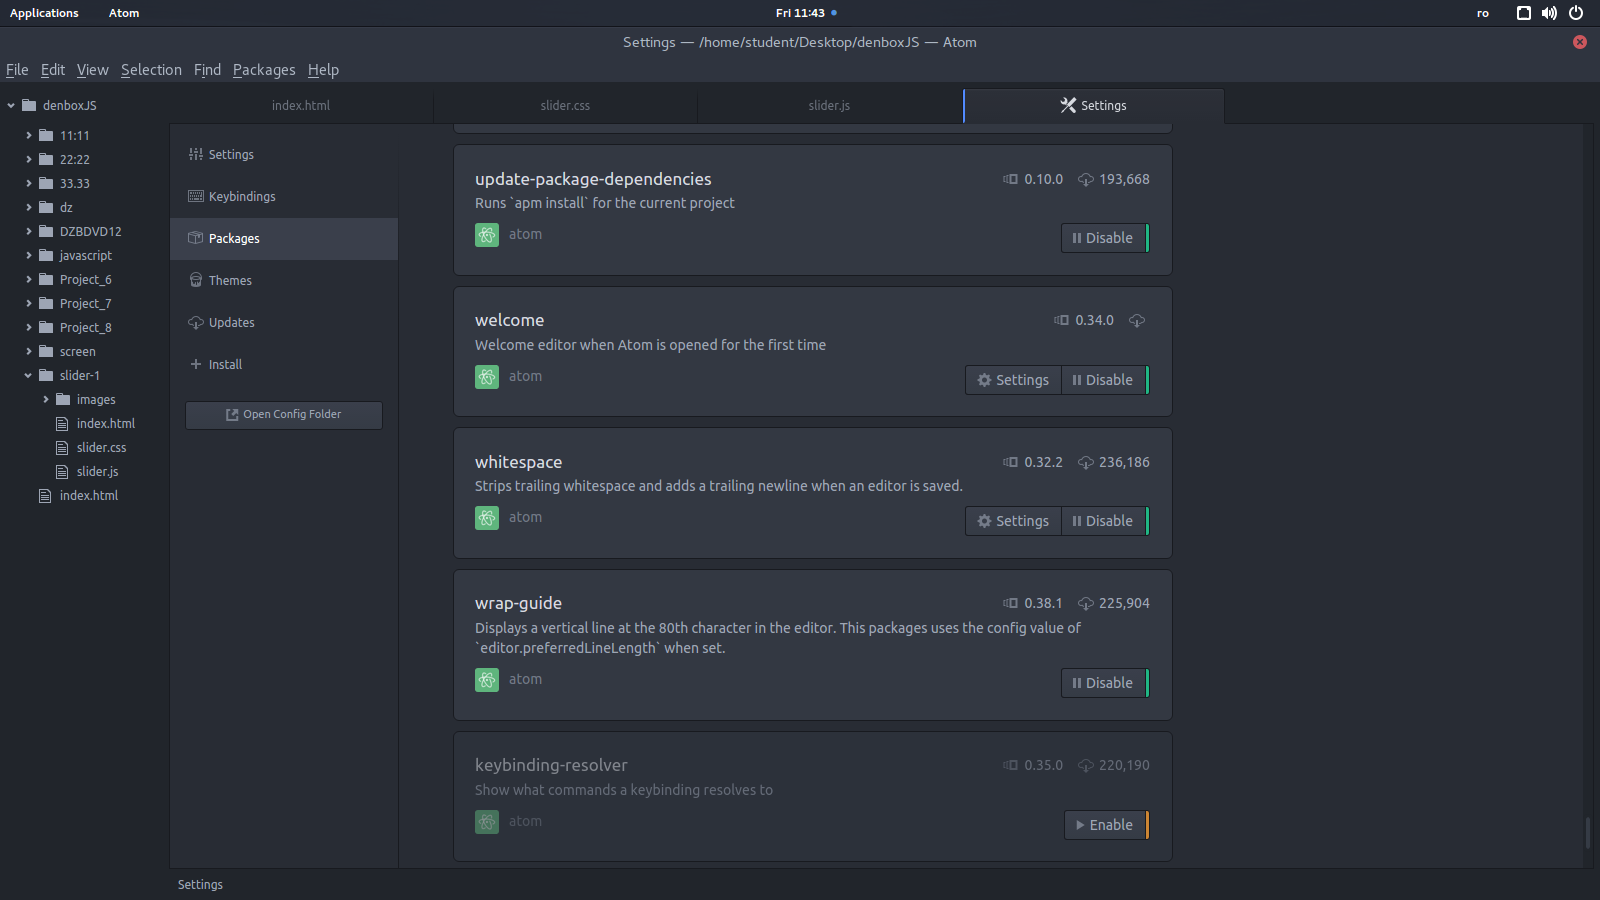 Applications Atom Fri 11:43 ro
Settings — /home/student/Desktop/denboxJS — Atom
File Edit View Selection Find Packages Help
denboxJS
11:11
22:22
33.33
dz
DZBDVD12
javascript
Project_6
Project_7
Project_8
screen
slider-1
images
index.html
slider.css
slider.js
index.html
index.html slider.css slider.js Settings
Settings
Keybindings
Packages
Themes
Updates
Install
Open Config Folder
update-package-dependencies 0.10.0 193,668
Runs `apm install` for the current project
atom Disable
welcome 0.34.0
Welcome editor when Atom is opened for the first time
atom Settings Disable
whitespace 0.32.2 236,186
Strips trailing whitespace and adds a trailing newline when an editor is saved.
atom Settings Disable
wrap-guide 0.38.1 225,904
Displays a vertical line at the 80th character in the editor. This packages uses the config value of
`editor.preferredLineLength` when set.
atom Disable
keybinding-resolver 0.35.0 220,190
Show what commands a keybinding resolves to
atom Enable
Settings